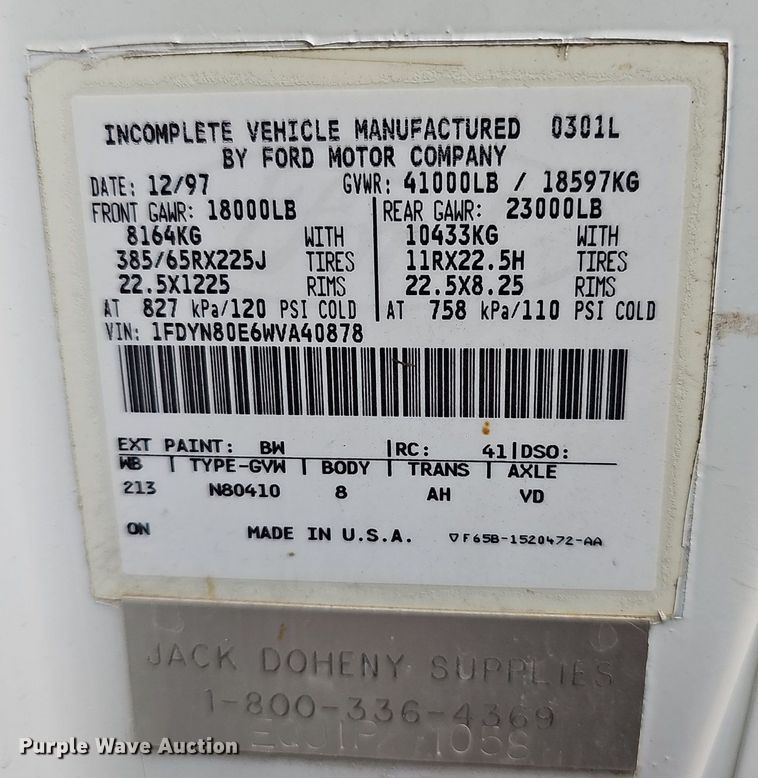 INCOMPLETE VEHICLE MANUFACTURED 0301L
BY FORD MOTOR COMPANY
DATE: 12/97 GVWR: 41000LB / 18597KG
FRONT GAWR: 18000LB REAR GAWR: 23000LB
8164KG WITH 10433KG WITH
385/65RX225J TIRES 11RX22.5H TIRES
22.5X1225 RIMS 22.5X8.25 RIMS
AT 827 kPa/120 PSI COLD AT 758 kPa/110 PSI COLD
VIN: 1FDYN80E6WVA40878
EXT PAINT: BW RC: 41 DSO:
WB TYPE-GVW BODY TRANS AXLE
213 N80410 8 AH VD
ON MADE IN U.S.A. ▽F65B-1520472-AA
JACK DOHENY SUPPLIES
1-800-336-4369
EQUIP 1058
Purple Wave Auction